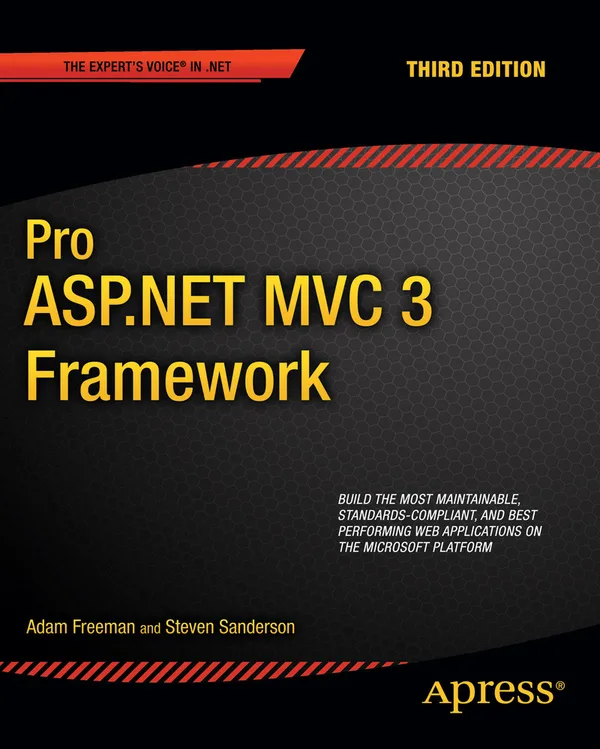 THE EXPERT'S VOICE® IN .NET
THIRD EDITION
Pro
ASP.NET MVC 3
Framework
BUILD THE MOST MAINTAINABLE,
STANDARDS-COMPLIANT, AND BEST
PERFORMING WEB APPLICATIONS ON
THE MICROSOFT PLATFORM
Adam Freeman and Steven Sanderson
Apress®